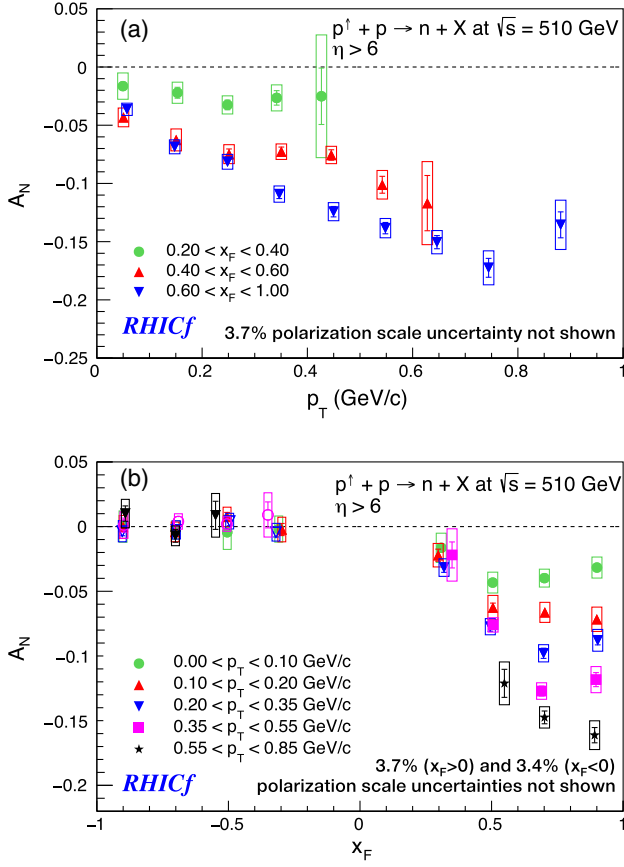 (a)
p↑ + p → n + X at √s = 510 GeV
η > 6
0.05
0
−0.05
−0.1
−0.15
−0.2
−0.25
A_N
0.20 < x_F < 0.40
0.40 < x_F < 0.60
0.60 < x_F < 1.00
RHICf
3.7% polarization scale uncertainty not shown
0 0.2 0.4 0.6 0.8 1
p_T (GeV/c)
(b)
p↑ + p → n + X at √s = 510 GeV
η > 6
0.05
0
−0.05
−0.1
−0.15
−0.2
A_N
0.00 < p_T < 0.10 GeV/c
0.10 < p_T < 0.20 GeV/c
0.20 < p_T < 0.35 GeV/c
0.35 < p_T < 0.55 GeV/c
0.55 < p_T < 0.85 GeV/c
RHICf
3.7% (x_F>0) and 3.4% (x_F<0)
polarization scale uncertainties not shown
−1 −0.5 0 0.5 1
x_F